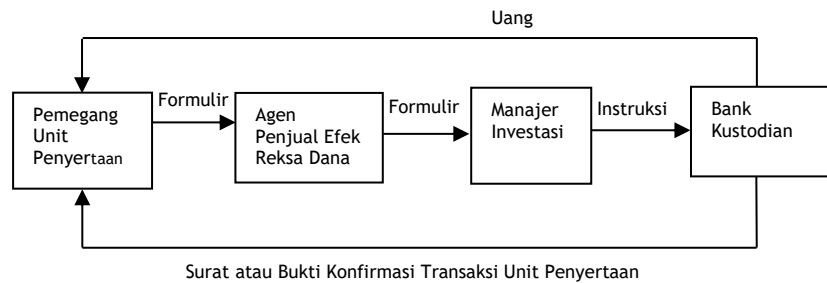 Uang
Pemegang
Unit
Penyertaan
Formulir
Agen
Penjual Efek
Reksa Dana
Formulir
Manajer
Investasi
Instruksi
Bank
Kustodian
Surat atau Bukti Konfirmasi Transaksi Unit Penyertaan